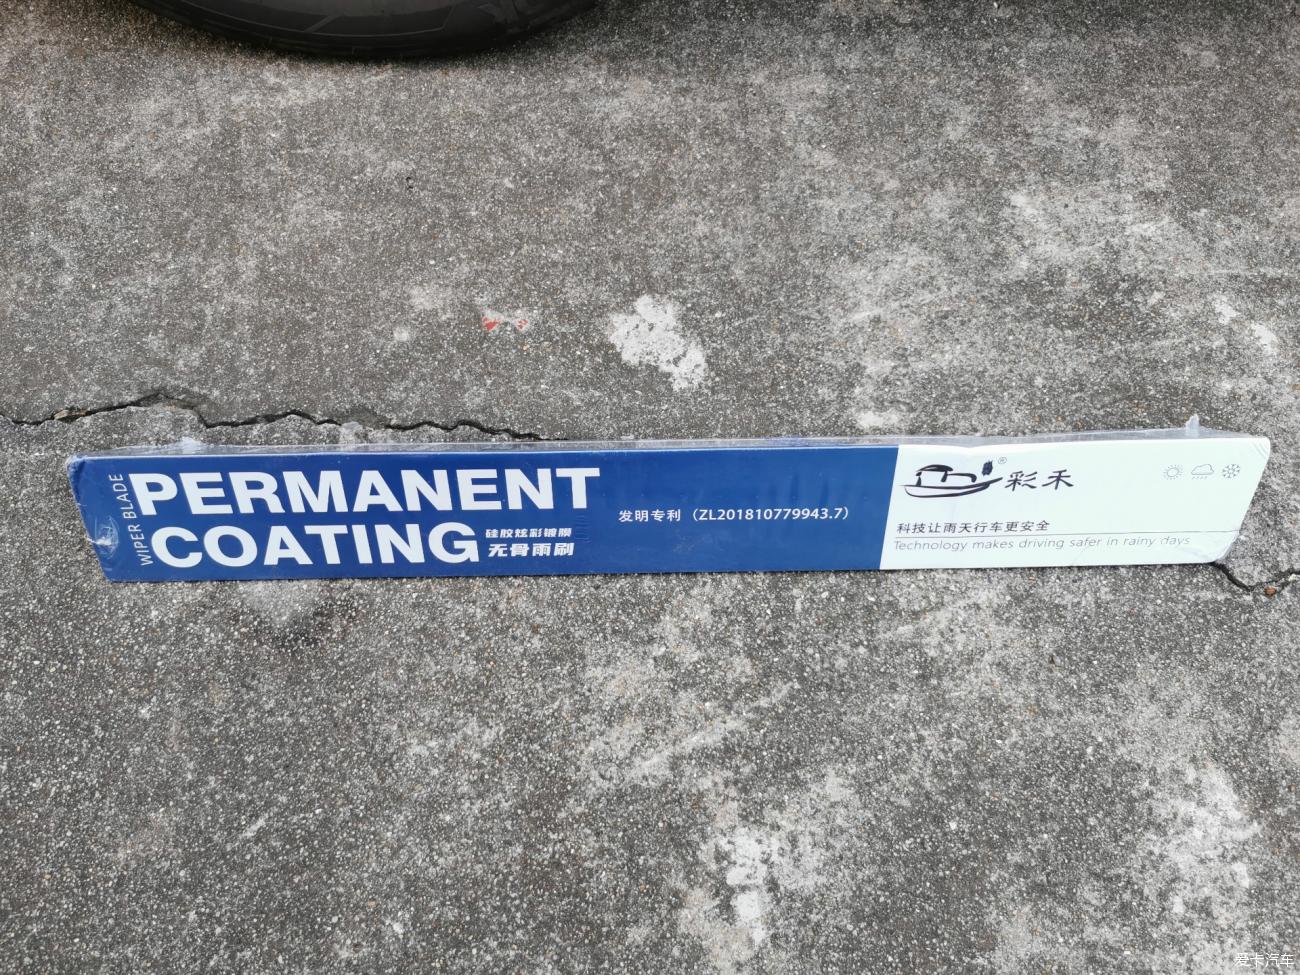 WIPER BLADE
PERMANENT
COATING
硅胶炫彩镀膜
无骨雨刷
发明专利（ZL201810779943.7）
® 彩禾
科技让雨天行车更安全
Technology makes driving safer in rainy days
爱卡汽车